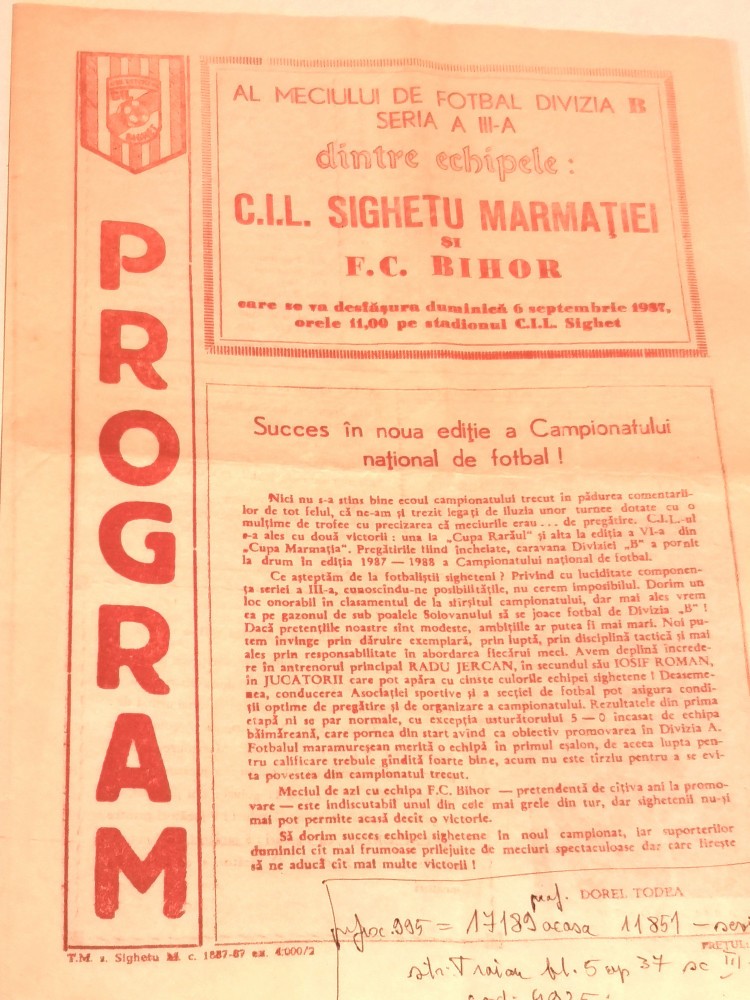 PROGRAM
AL MECIULUI DE FOTBAL DIVIZIA B
SERIA A III-A
dintre echipele :
C.I.L. SIGHETU MARMAŢIEI
ŞI
F.C. BIHOR
care se va desfăşura duminică 6 septembrie 1987,
orele 11,00 pe stadionul C.I.L. Sighet
Succes în noua ediţie a Campionatului
naţional de fotbal !
Nici nu s-a stins bine ecoul campionatului trecut în pădurea comentarii-
lor de tot felul, că ne-am şi trezit legaţi de iluzia unor turnee dotate cu o
mulţime de trofee cu precizarea că meciurile erau ... de pregătire. C.I.L.-ul
s-a ales cu două victorii : una la „Cupa Rarăul" şi alta la ediţia a VI-a din
„Cupa Marmaţia". Pregătirile fiind încheiate, caravana Diviziei „B" a pornit
la drum în ediţia 1987 — 1988 a Campionatului naţional de fotbal.
Ce aşteptăm de la fotbaliştii sigheteni ? Privind cu luciditate componen-
ţa seriei a III-a, cunoscîndu-ne posibilităţile, nu cerem imposibilul. Dorim un
loc onorabil în clasamentul de la sfîrşitul campionatului, dar mai ales vrem
ca pe gazonul de sub poalele Solovanului să se joace fotbal de Divizia „B" !
Dacă pretenţiile noastre sînt modeste, ambiţiile ar putea fi mai mari. Noi pu-
tem învinge prin dăruire exemplară, prin luptă, prin disciplină tactică şi mai
ales prin responsabilitate în abordarea fiecărui meci. Avem deplină încrede-
re în antrenorul principal RADU JERCAN, în secundul său IOSIF ROMAN,
în JUCATORII care pot apăra cu cinste culorile echipei sighetene ! Deaseme-
nea, conducerea Asociaţiei sportive şi a secţiei de fotbal pot asigura condi-
ţii optime de pregătire şi de organizare a campionatului. Rezultatele din prima
etapă ni se par normale, cu excepţia usturătorului 5 — 0 încasat de echipa
băimăreană, care pornea din start avînd ca obiectiv promovarea în Divizia A.
Fotbalul maramureşean merită o echipă în primul eşalon, de aceea lupta pen-
tru calificare trebuie gîndită foarte bine, acum nu este tîrziu pentru a se evi-
ta povestea din campionatul trecut.
Meciul de azi cu echipa F.C. Bihor — pretendentă de cîtiva ani la promo-
vare — este indiscutabil unul din cele mai grele din tur, dar sighetenii nu-şi
mai pot permite acasă decît o victorie.
Să dorim succes echipei sighetene în noul campionat, iar suporterilor
duminici cît mai frumoase prilejuite de meciuri spectaculoase dar care fireşte
să ne aducă cît mai multe victorii !
prof. DOREL TODEA
995 = 17189 acasa 11851 —
PREŢUL:
str. Traian bl. 5 ap 37 sc III
T.M. s. Sighetu M. c. 1887-87 ex. 4.000/2